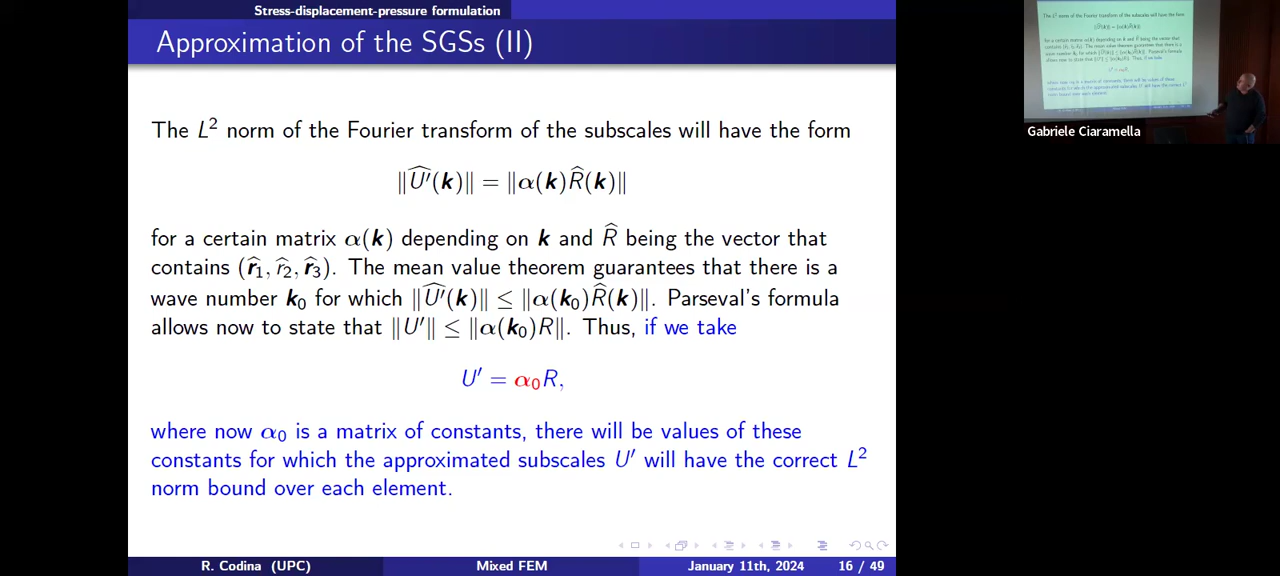 Stress-displacement-pressure formulation
Approximation of the SGSs (II)
The L² norm of the Fourier transform of the subscales will have the form
‖Û′(k)‖ = ‖α(k)R̂(k)‖
for a certain matrix α(k) depending on k and R̂ being the vector that
contains (r̂₁, r̂₂, r̂₃). The mean value theorem guarantees that there is a
wave number k₀ for which ‖Û′(k)‖ ≤ ‖α(k₀)R̂(k)‖. Parseval's formula
allows now to state that ‖U′‖ ≤ ‖α(k₀)R‖. Thus, if we take
U′ = α₀R,
where now α₀ is a matrix of constants, there will be values of these
constants for which the approximated subscales U′ will have the correct L²
norm bound over each element.
R. Codina (UPC)
Mixed FEM
January 11th, 2024
16 / 49
Gabriele Ciaramella